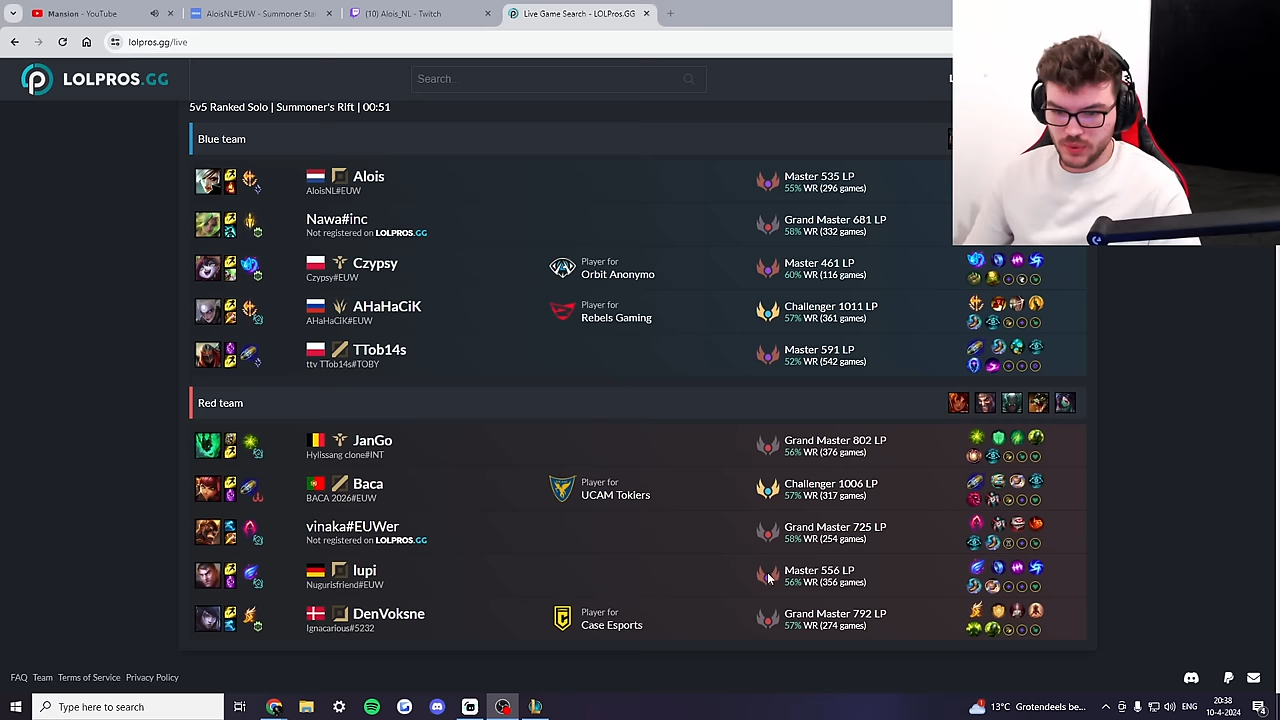 Mansion - YouTube
AloisNL#EUW - Summoner Sta
(10) Alois_NL - Twitch
Live Game Search - LOLPros.GG
lolpros.gg/live
LOLPROS.GG
Search...
5v5 Ranked Solo | Summoner's Rift | 00:51
Blue team
Alois
AloisNL#EUW
Master 535 LP
55% WR (296 games)
Nawa#inc
Not registered on LOLPROS.GG
Grand Master 681 LP
58% WR (332 games)
Czypsy
Czypsy#EUW
Player for
Orbit Anonymo
Master 461 LP
60% WR (116 games)
AHaHaCiK
AHaHaCiK#EUW
Player for
Rebels Gaming
Challenger 1011 LP
57% WR (361 games)
TTob14s
ttv TTob14s#TOBY
Master 591 LP
52% WR (542 games)
Red team
JanGo
Hylissang clone#INT
Grand Master 802 LP
56% WR (376 games)
Baca
BACA 2026#EUW
Player for
UCAM Tokiers
Challenger 1006 LP
57% WR (317 games)
vinaka#EUWer
Not registered on LOLPROS.GG
Grand Master 725 LP
58% WR (254 games)
lupi
Nugurisfriend#EUW
Master 556 LP
56% WR (356 games)
DenVoksne
Ignacarious#5232
Player for
Case Esports
Grand Master 792 LP
57% WR (274 games)
FAQ Team Terms of Service Privacy Policy
Type here to search
13°C Grotendeels be...
ENG
20:38
10-4-2024